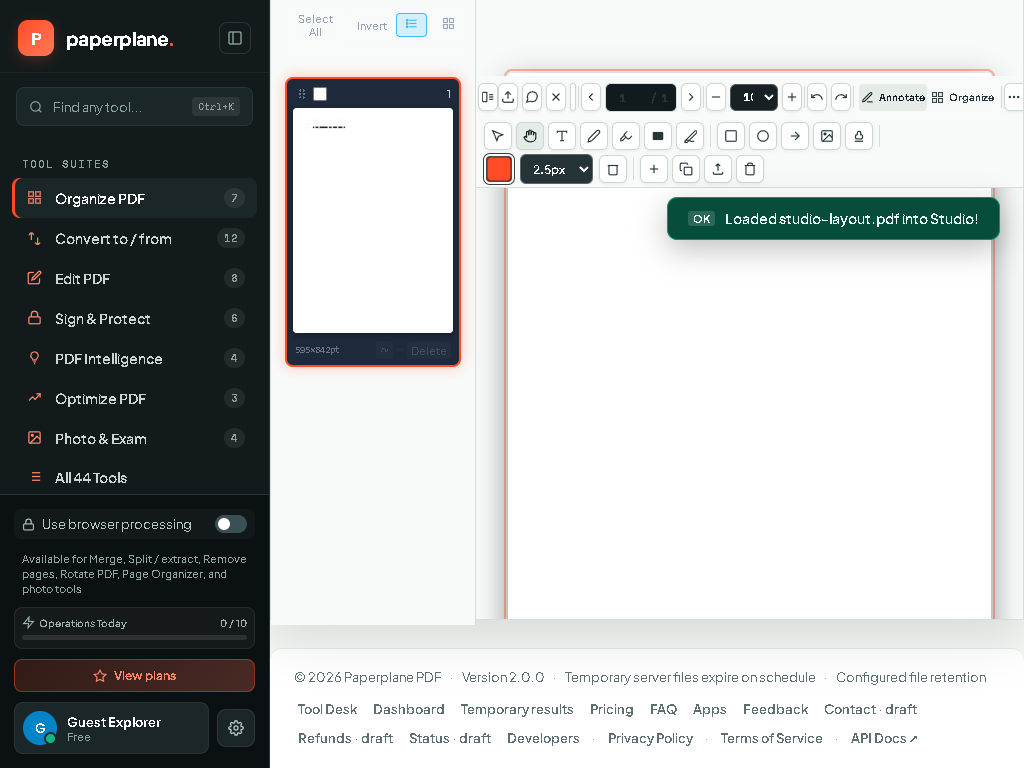 P paperplane.
Find any tool... Ctrl+K
TOOL SUITES
Organize PDF 7
Convert to / from 12
Edit PDF 8
Sign & Protect 6
PDF Intelligence 4
Optimize PDF 3
Photo & Exam 4
All 44 Tools
Use browser processing
Available for Merge, Split / extract, Remove
pages, Rotate PDF, Page Organizer, and
photo tools
Operations Today 0 / 10
View plans
G Guest Explorer
Free
Select
All
Invert
1
595×842pt Delete
1 / 1
Annotate Organize
2.5px
OK Loaded studio-layout.pdf into Studio!
© 2026 Paperplane PDF · Version 2.0.0 · Temporary server files expire on schedule · Configured file retention
Tool Desk Dashboard Temporary results Pricing FAQ Apps Feedback Contact · draft
Refunds · draft Status · draft Developers · Privacy Policy · Terms of Service · API Docs ↗